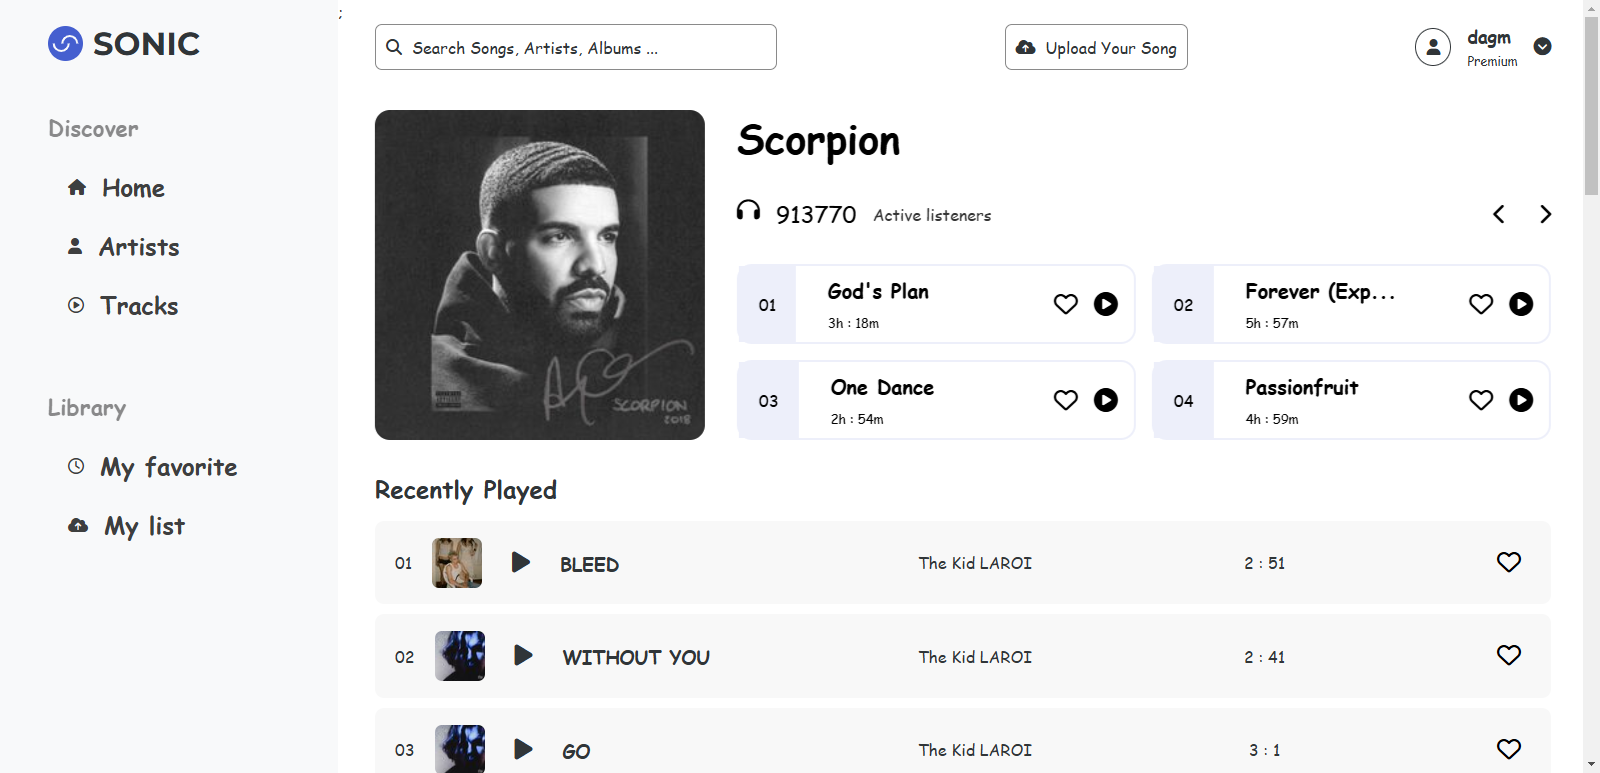 SONIC
;
Search Songs, Artists, Albums ...
Upload Your Song
dagm
Premium
Discover
Home
Artists
Tracks
Library
My favorite
My list
SCORPION
2018
Scorpion
913770 Active listeners
01
God's Plan
3h : 18m
02
Forever (Exp...
5h : 57m
03
One Dance
2h : 54m
04
Passionfruit
4h : 59m
Recently Played
01 BLEED The Kid LAROI 2 : 51
02 WITHOUT YOU The Kid LAROI 2 : 41
03 GO The Kid LAROI 3 : 1